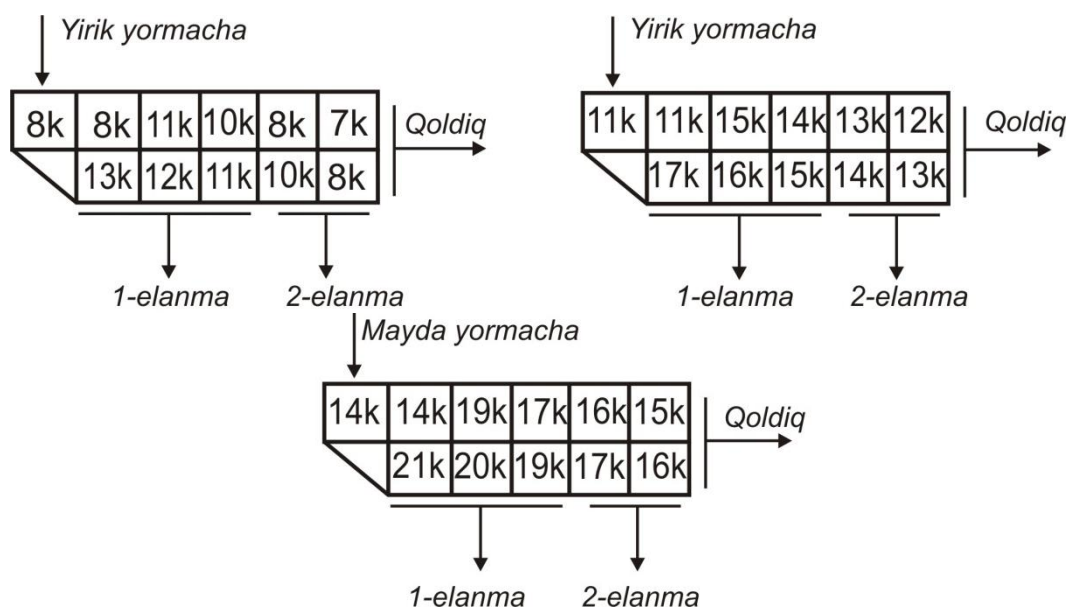 Yirik yormacha
8k 8k 11k 10k 8k 7k
13k 12k 11k 10k 8k
Qoldiq
1-elanma
2-elanma
Yirik yormacha
11k 11k 15k 14k 13k 12k
17k 16k 15k 14k 13k
Qoldiq
1-elanma
2-elanma
Mayda yormacha
14k 14k 19k 17k 16k 15k
21k 20k 19k 17k 16k
Qoldiq
1-elanma
2-elanma